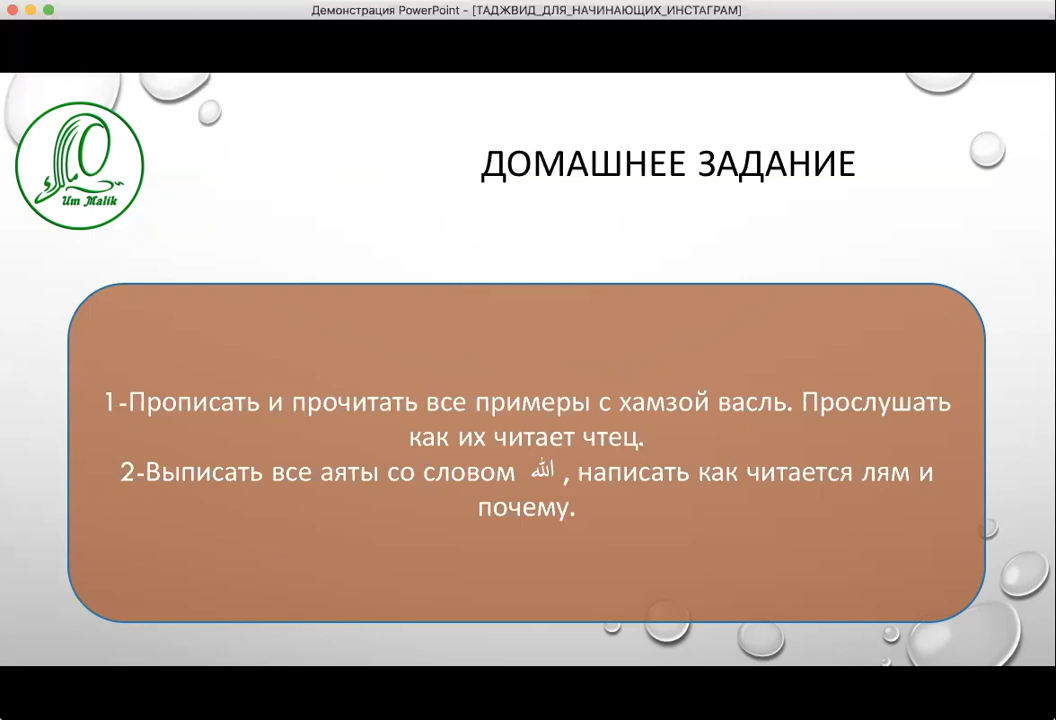 Демонстрация PowerPoint - [ТАДЖВИД_ДЛЯ_НАЧИНАЮЩИХ_ИНСТАГРАМ]
Um Malik
ДОМАШНЕЕ ЗАДАНИЕ
1-Прописать и прочитать все примеры с хамзой васль. Прослушать
как их читает чтец.
2-Выписать все аяты со словом الله , написать как читается лям и
почему.